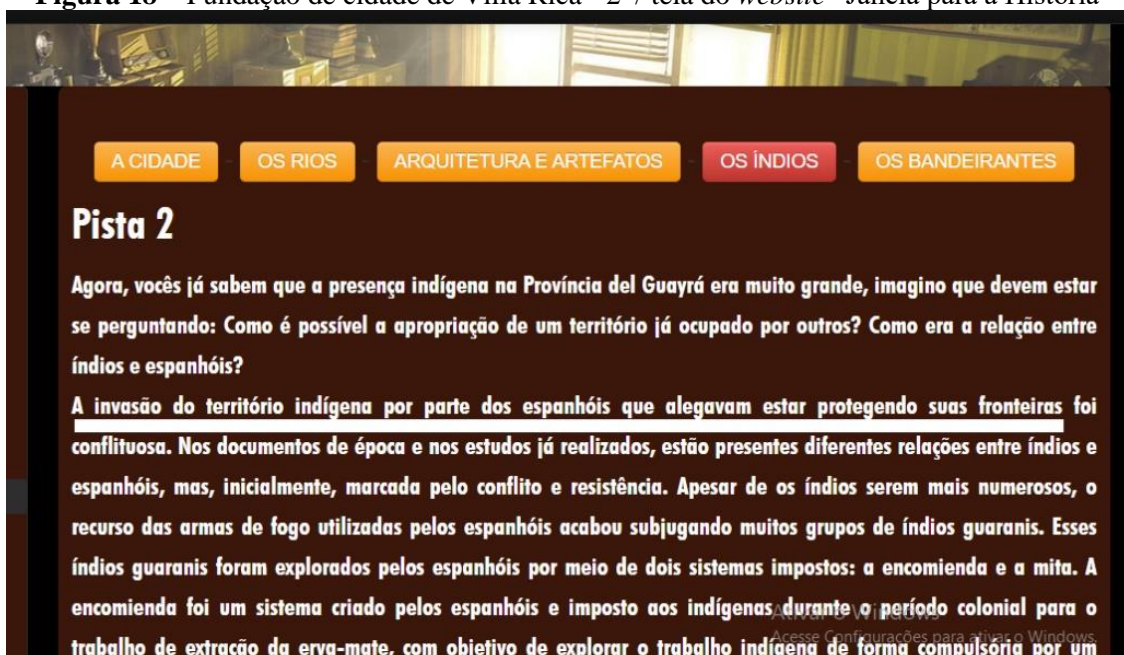 Figura 18 – Fundação de cidade de Villa Rica - 2ª/ tela do website "Janela para a História"
A CIDADE - OS RIOS - ARQUITETURA E ARTEFATOS - OS ÍNDIOS - OS BANDEIRANTES
Pista 2
Agora, vocês já sabem que a presença indígena na Província del Guayrá era muito grande, imagino que devem estar
se perguntando: Como é possível a apropriação de um território já ocupado por outros? Como era a relação entre
índios e espanhóis?
A invasão do território indígena por parte dos espanhóis que alegavam estar protegendo suas fronteiras foi
conflituosa. Nos documentos de época e nos estudos já realizados, estão presentes diferentes relações entre índios e
espanhóis, mas, inicialmente, marcada pelo conflito e resistência. Apesar de os índios serem mais numerosos, o
recurso das armas de fogo utilizadas pelos espanhóis acabou subjugando muitos grupos de índios guaranis. Esses
índios guaranis foram explorados pelos espanhóis por meio de dois sistemas impostos: a encomienda e a mita. A
encomienda foi um sistema criado pelos espanhóis e imposto aos indígenas durante o período colonial para o
Ativar o Windows
trabalho de extração da erva-mate, com objetivo de explorar o trabalho indígena de forma compulsória por um
Acesse Configurações para ativar o Windows.